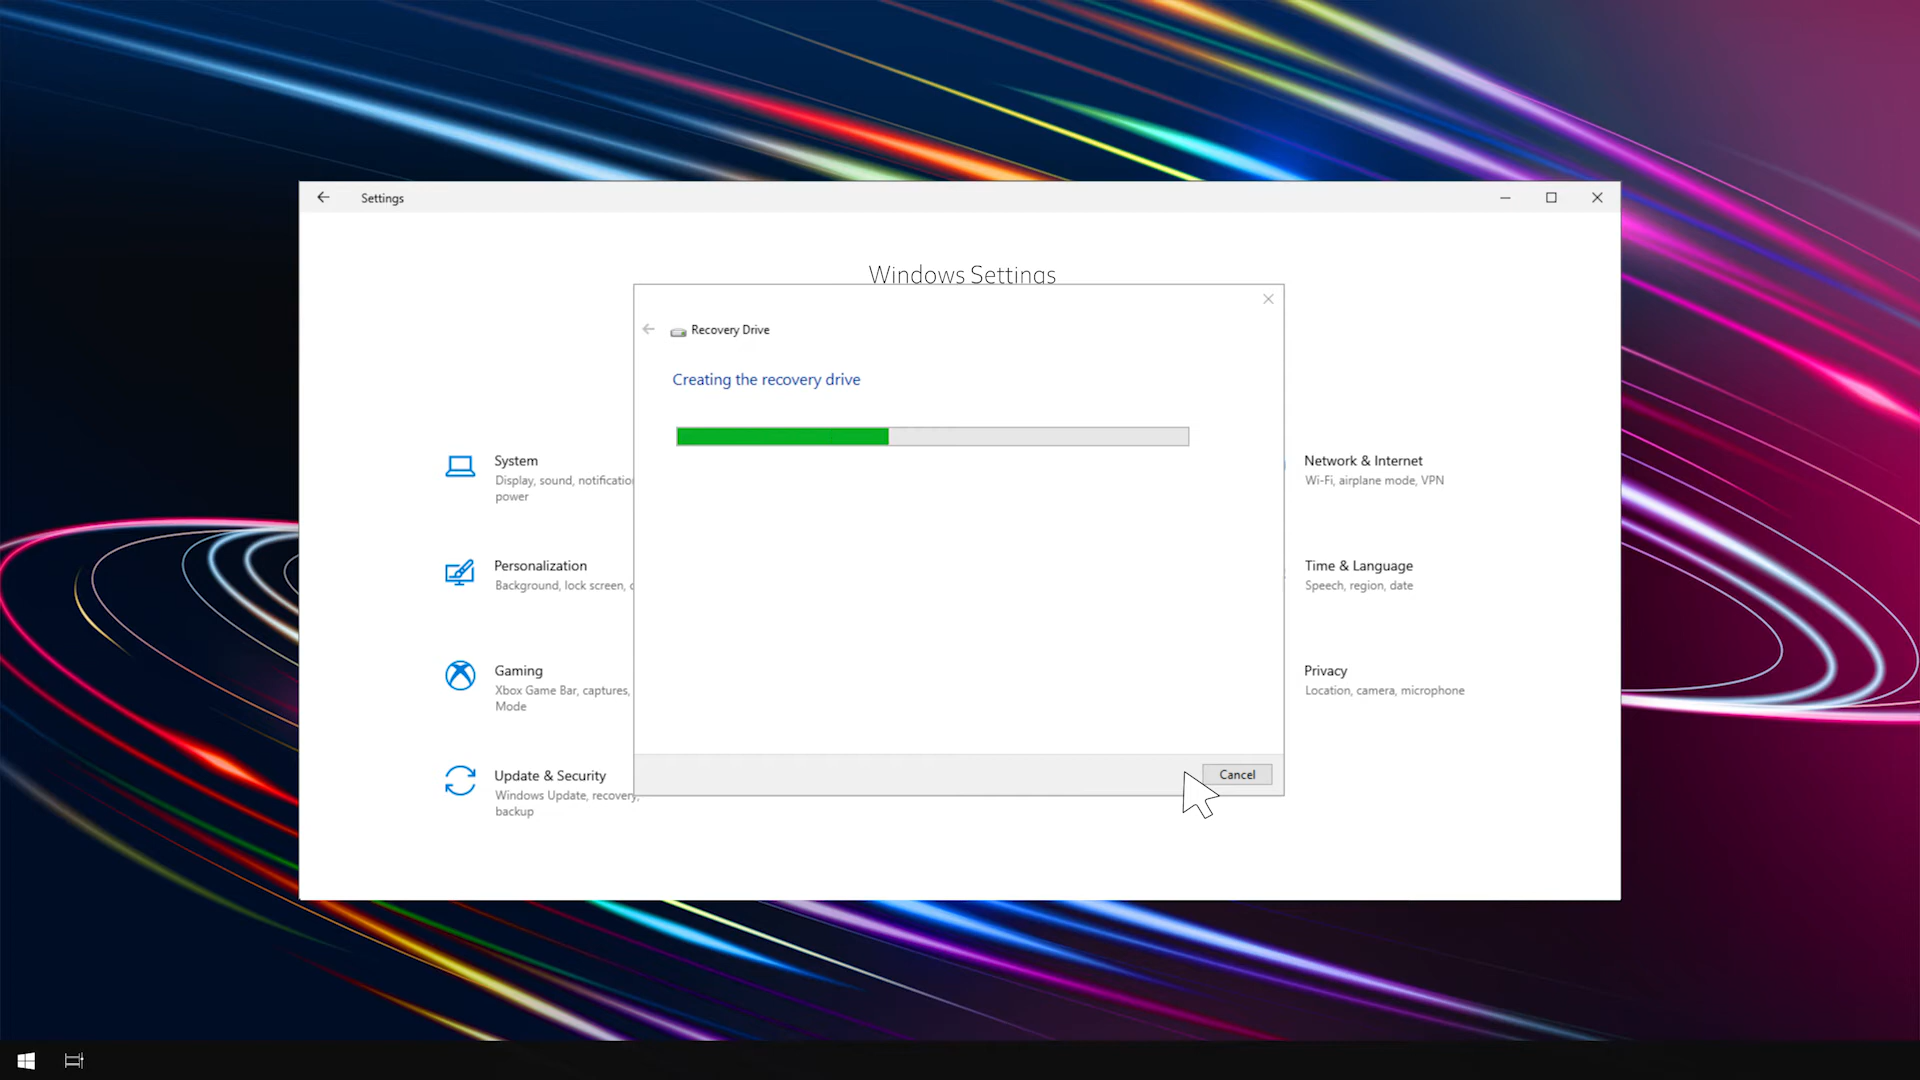 Settings
Windows Settings
Recovery Drive
Creating the recovery drive
System
Display, sound, notificatio
power
Network & Internet
Wi-Fi, airplane mode, VPN
Personalization
Background, lock screen,
Time & Language
Speech, region, date
Gaming
Xbox Game Bar, captures,
Mode
Privacy
Location, camera, microphone
Update & Security
Windows Update, recovery,
backup
Cancel